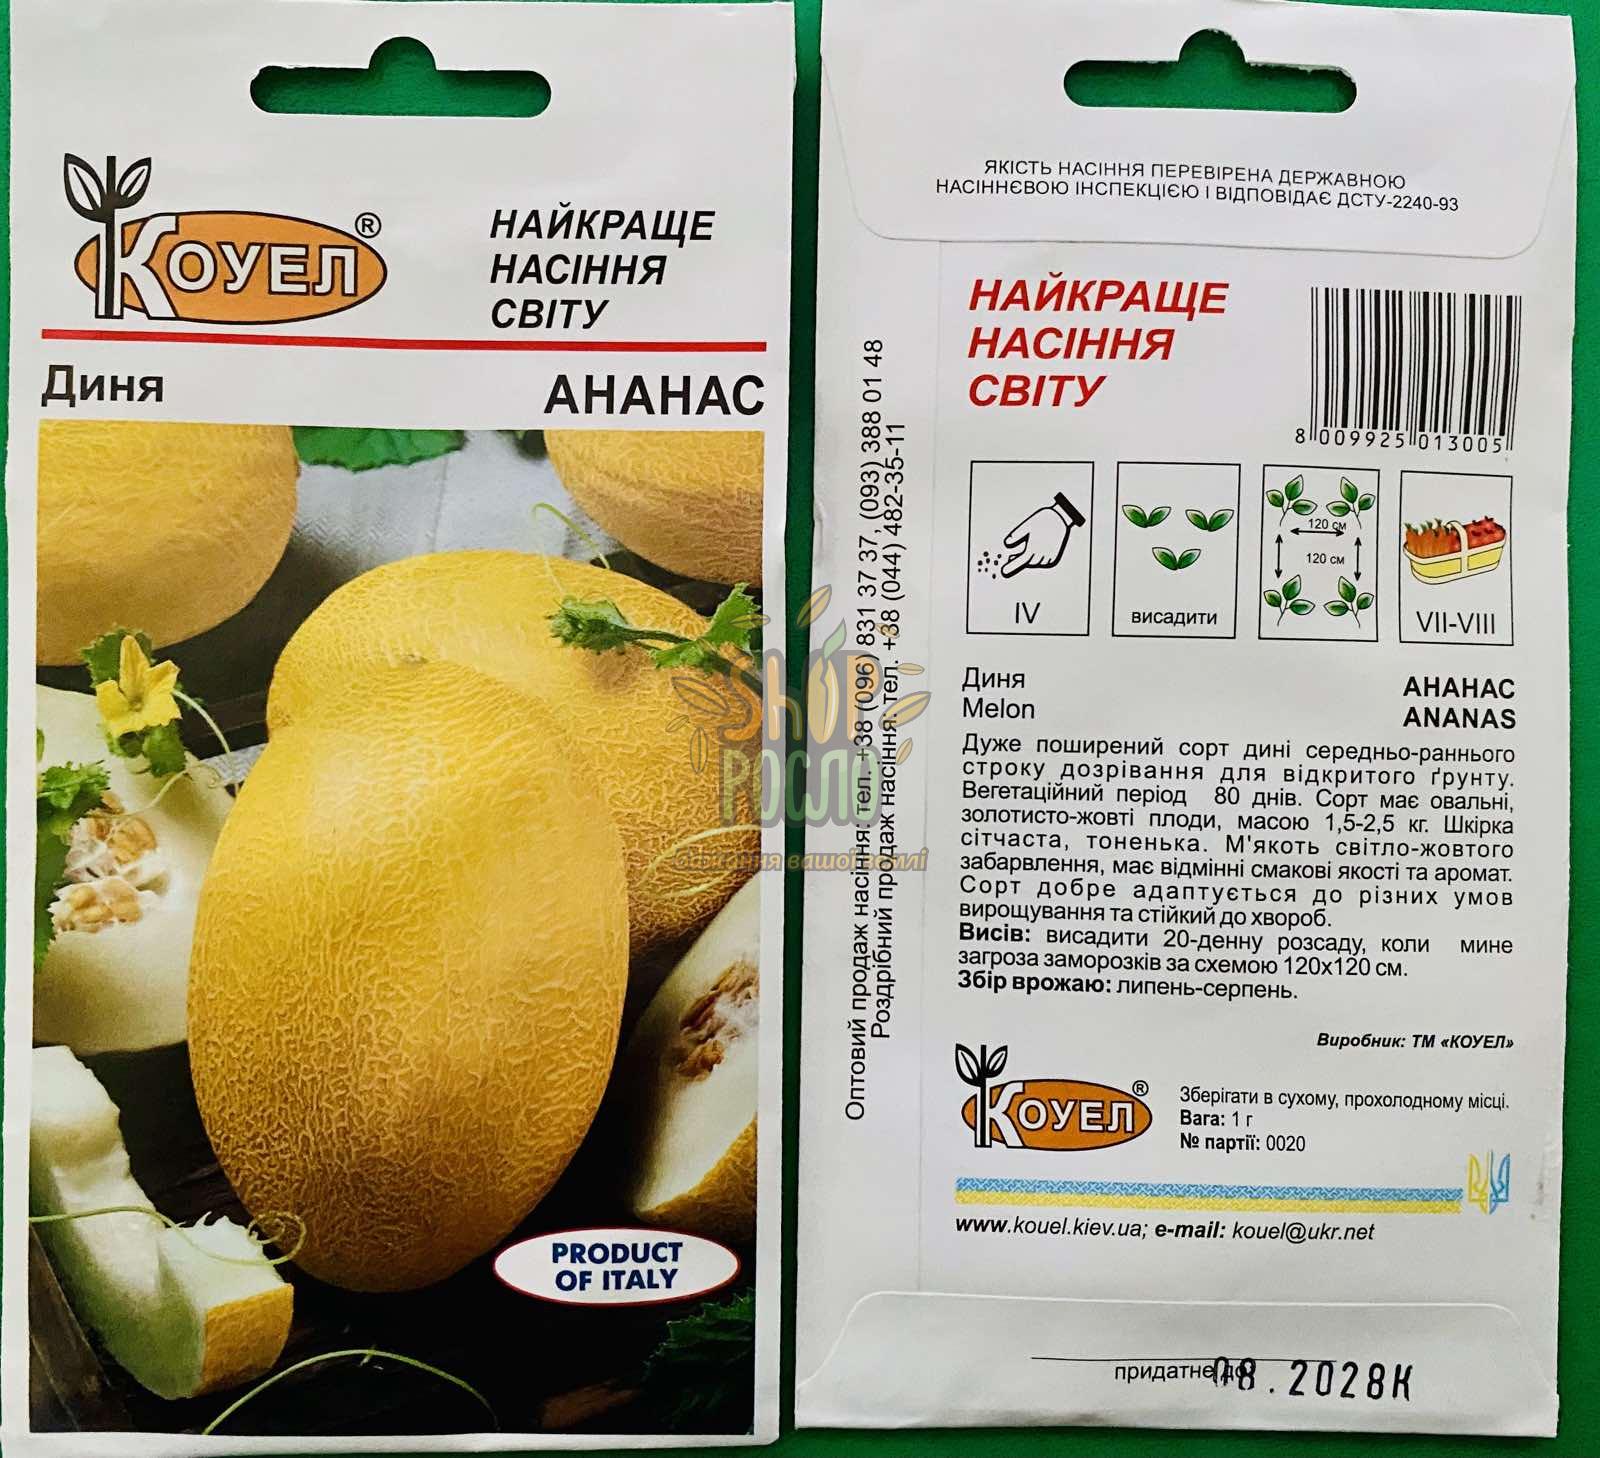 КОУЕЛ ®
НАЙКРАЩЕ
НАСІННЯ
СВІТУ
Диня
АНАНАС
PRODUCT
OF ITALY
SHOP
РОСЛО
бажання вашої землі
ЯКІСТЬ НАСІННЯ ПЕРЕВІРЕНА ДЕРЖАВНОЮ
НАСІННЄВОЮ ІНСПЕКЦІЄЮ І ВІДПОВІДАЄ ДСТУ-2240-93
НАЙКРАЩЕ
НАСІННЯ
СВІТУ
8 009925 013005
IV
висадити
120 см
120 см
VII-VIII
Оптовий продаж насіння: тел. +38 (096) 831 37 37, (093) 388 01 48
Роздрібний продаж насіння: тел. +38 (044) 482-35-11
Диня
АНАНАС
Melon
ANANAS
Дуже поширений сорт дині середньо-раннього
строку дозрівання для відкритого ґрунту.
Вегетаційний період 80 днів. Сорт має овальні,
золотисто-жовті плоди, масою 1,5-2,5 кг. Шкірка
сітчаста, тоненька. М'якоть світло-жовтого
забарвлення, має відмінні смакові якості та аромат.
Сорт добре адаптується до різних умов
вирощування та стійкий до хвороб.
Висів: висадити 20-денну розсаду, коли мине
загроза заморозків за схемою 120х120 см.
Збір врожаю: липень-серпень.
Виробник: ТМ «КОУЕЛ»
КОУЕЛ ®
Зберігати в сухому, прохолодному місці.
Вага: 1 г
№ партії: 0020
www.kouel.kiev.ua; e-mail: kouel@ukr.net
придатне до: 08.2028К